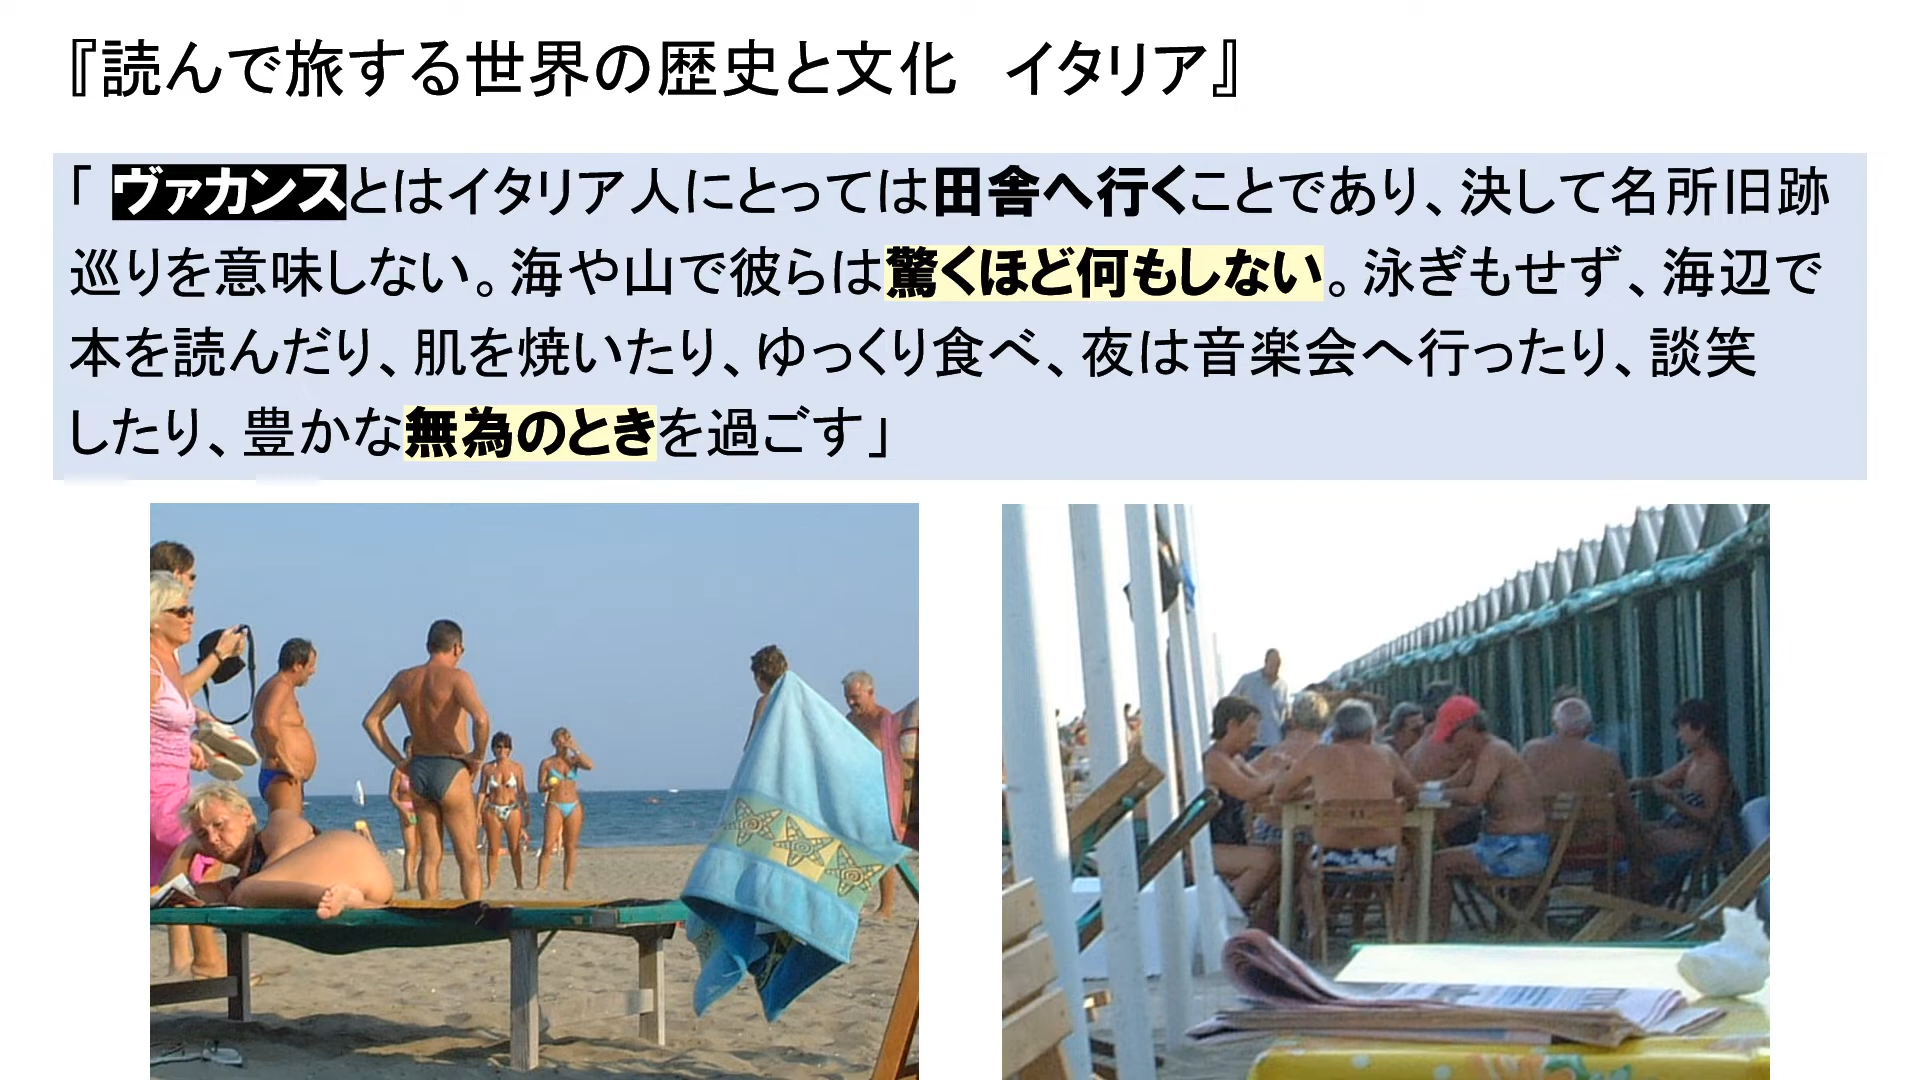 『読んで旅する世界の歴史と文化　イタリア』
「 ヴァカンスとはイタリア人にとっては田舎へ行くことであり、決して名所旧跡
巡りを意味しない。海や山で彼らは驚くほど何もしない。泳ぎもせず、海辺で
本を読んだり、肌を焼いたり、ゆっくり食べ、夜は音楽会へ行ったり、談笑
したり、豊かな無為のときを過ごす」